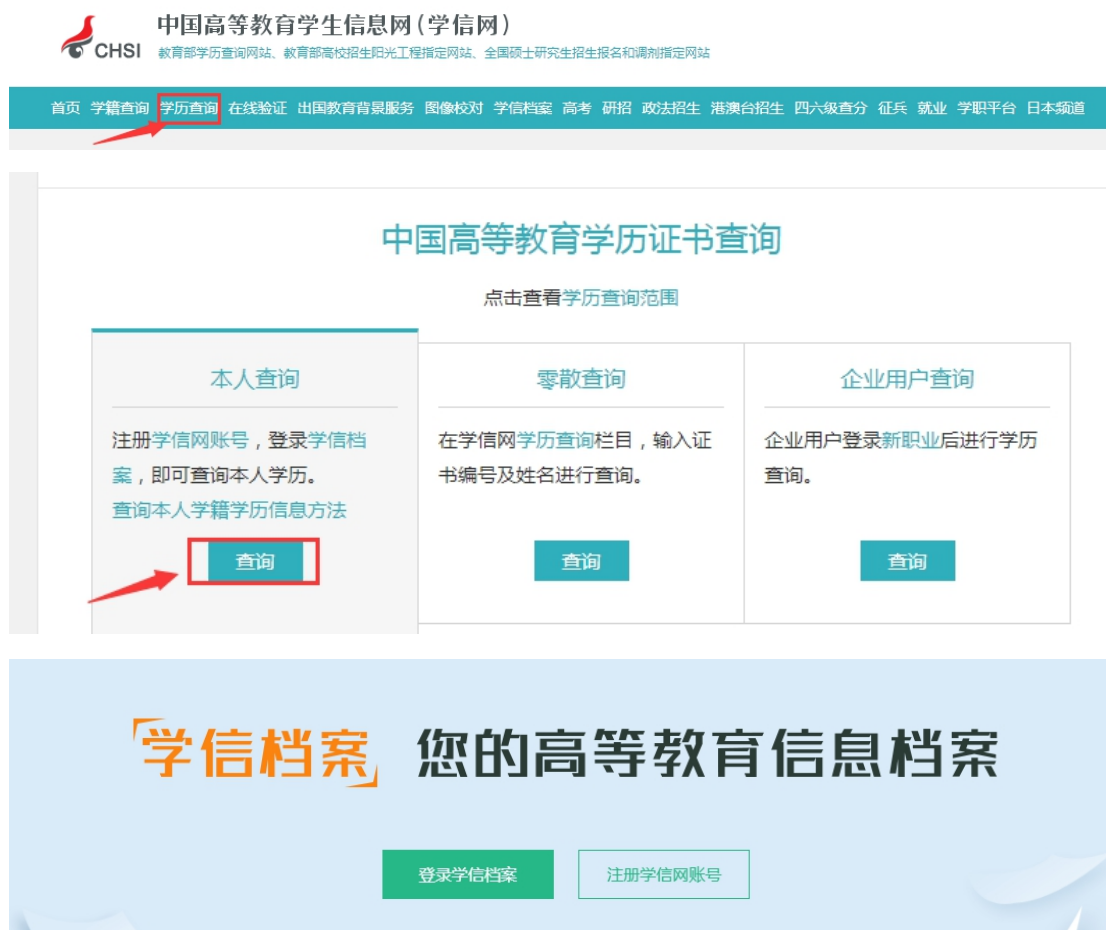 中国高等教育学生信息网(学信网)
CHSI
教育部学历查询网站、教育部高校招生阳光工程指定网站、全国硕士研究生招生报名和调剂指定网站
首页 学籍查询 学历查询 在线验证 出国教育背景服务 图像校对 学信档案 高考 研招 政法招生 港澳台招生 四六级查分 征兵 就业 学职平台 日本频道
中国高等教育学历证书查询
点击查看学历查询范围
本人查询
注册学信网账号，登录学信档
案，即可查询本人学历。
查询本人学籍学历信息方法
查询
零散查询
在学信网学历查询栏目，输入证
书编号及姓名进行查询。
查询
企业用户查询
企业用户登录新职业后进行学历
查询。
查询
「学信档案」 您的高等教育信息档案
登录学信档案 注册学信网账号